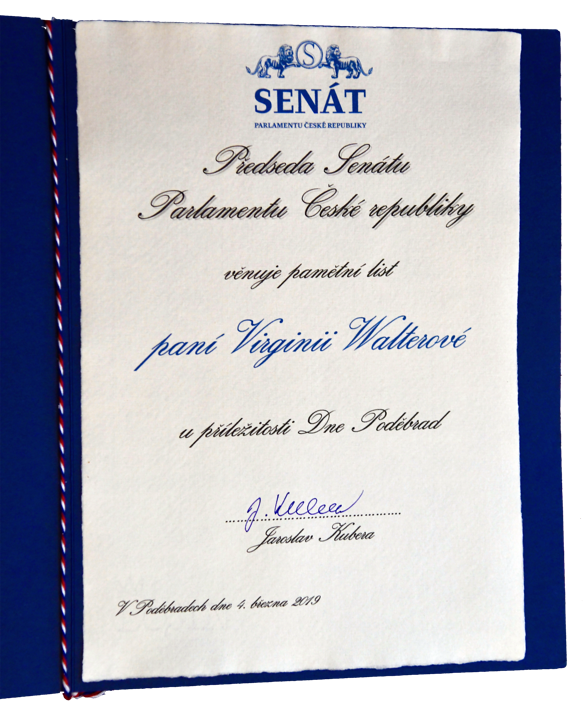 S
SENÁT
PARLAMENTU ČESKÉ REPUBLIKY
Předseda Senátu
Parlamentu České republiky
věnuje pamětní list
paní Virginii Walterové
u příležitosti Dne Poděbrad
J. Kubera
Jaroslav Kubera
V Poděbradech dne 4. března 2019